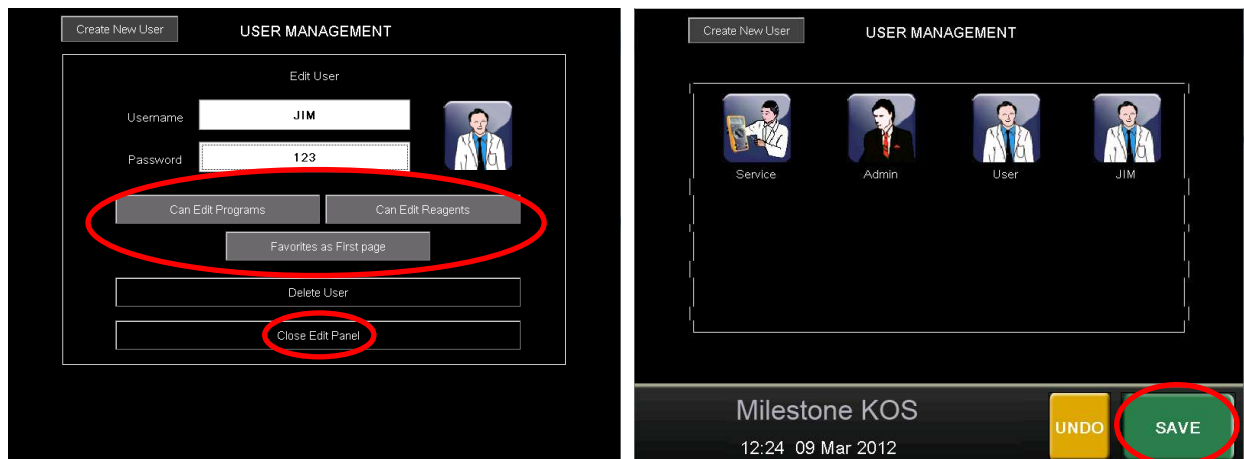 Create New User
USER MANAGEMENT
Edit User
Username
JIM
Password
123
Can Edit Programs
Can Edit Reagents
Favorites as First page
Delete User
Close Edit Panel
Create New User
USER MANAGEMENT
Service
Admin
User
JIM
Milestone KOS
12:24 09 Mar 2012
UNDO
SAVE